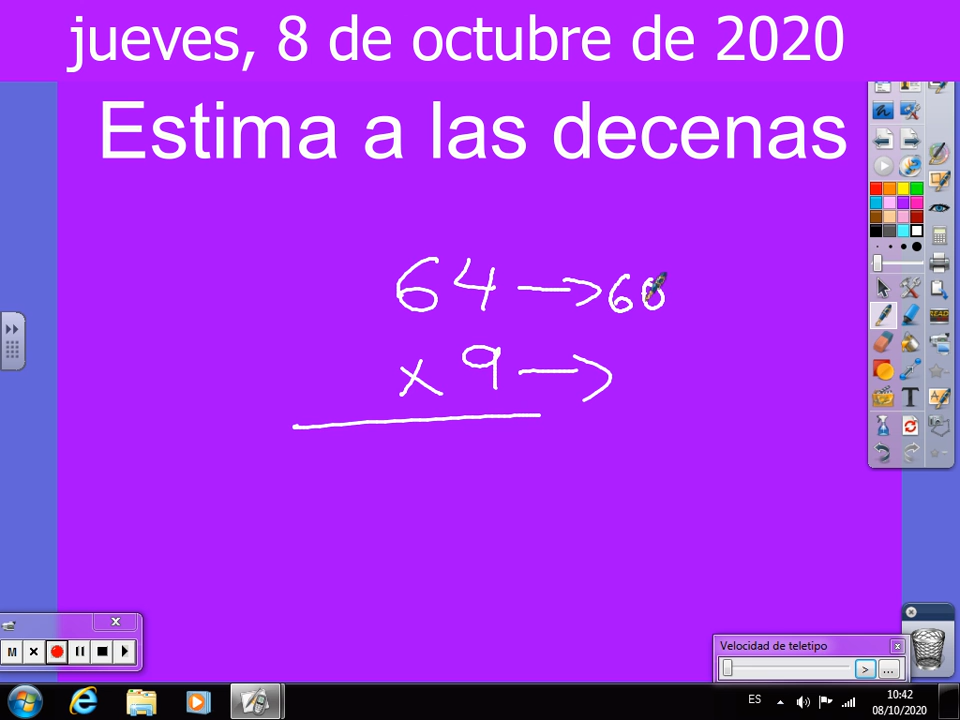 jueves, 8 de octubre de 2020
Estima a las decenas
64 → 60
x 9 →
READ
T
M
Velocidad de teletipo
> ...
ES
10:42
08/10/2020